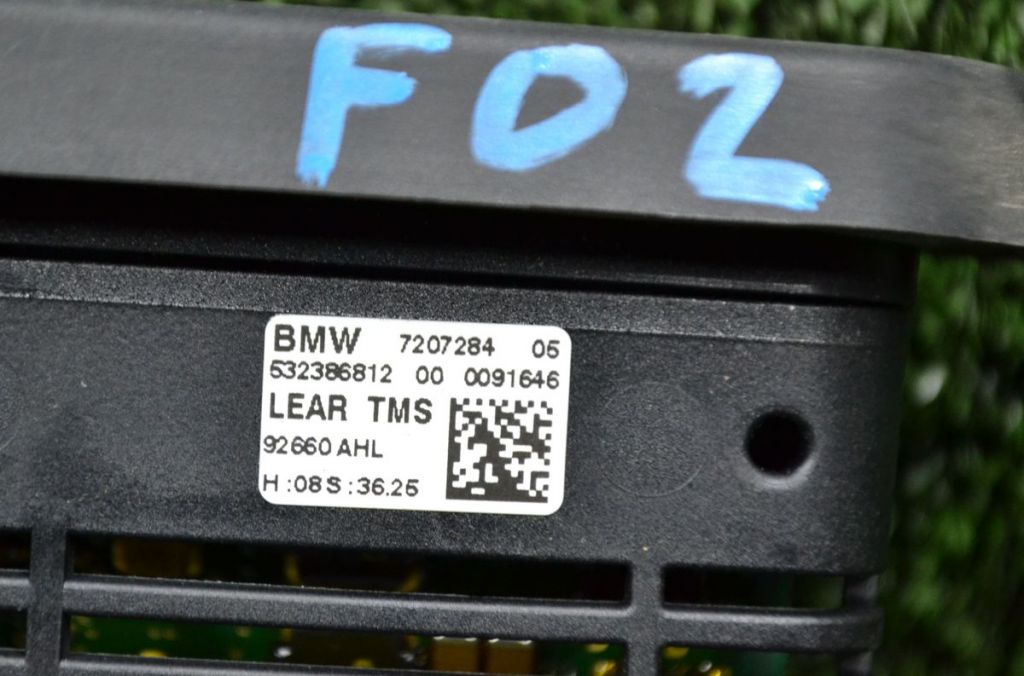 F02
BMW 7207284 05
532386812 00 0091646
LEAR TMS
92660 AHL
H :08 S :36.25